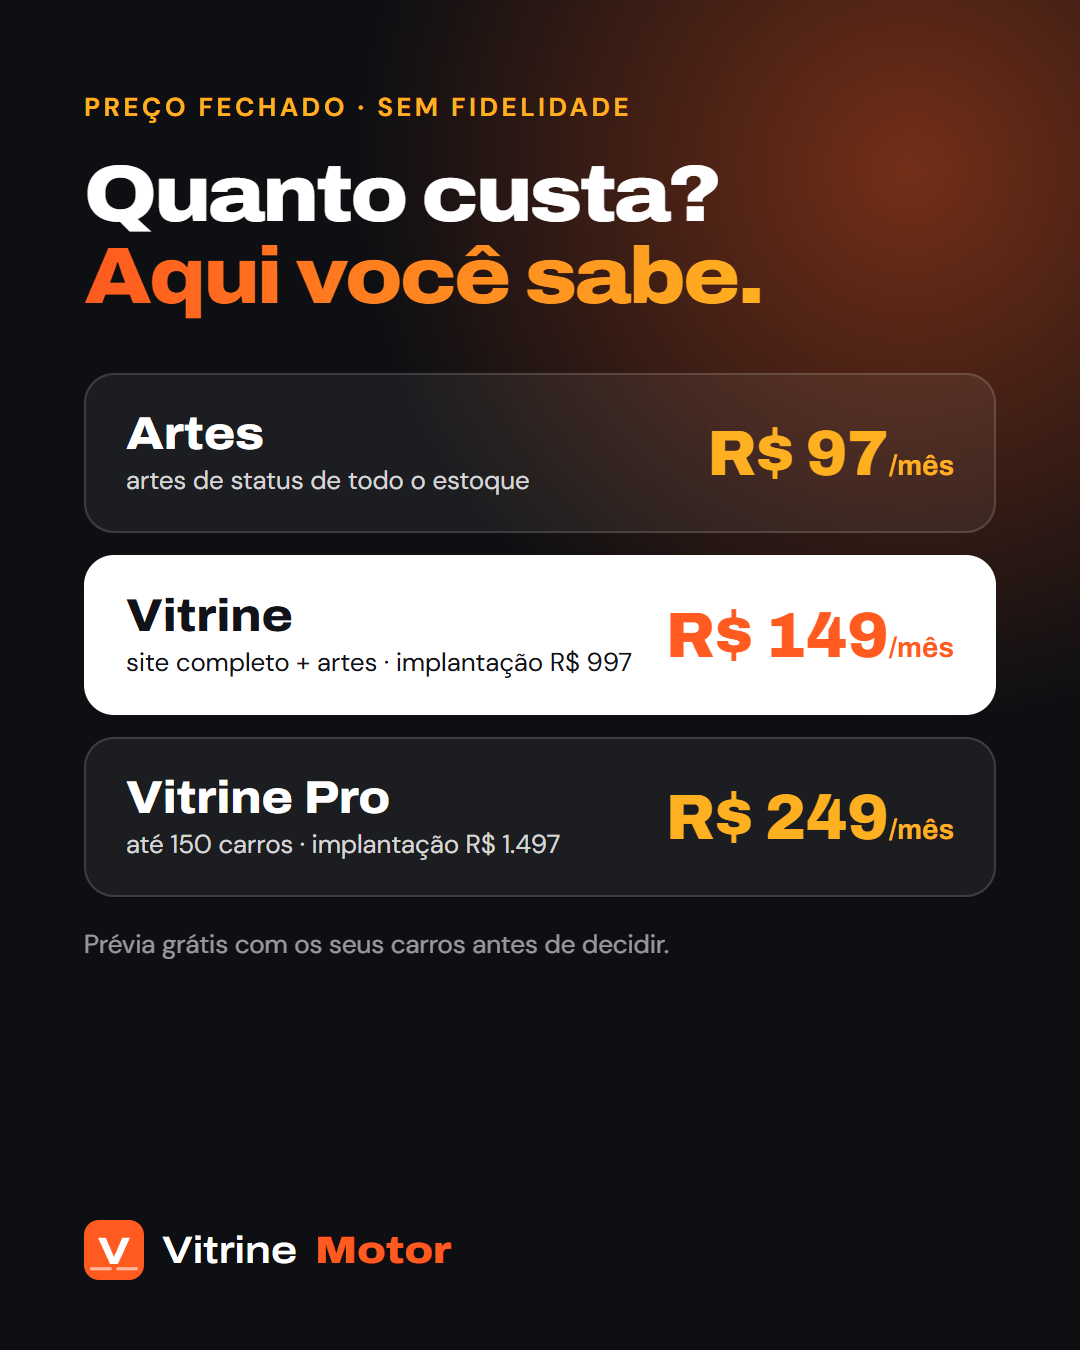 PREÇO FECHADO · SEM FIDELIDADE
Quanto custa?
Aqui você sabe.
Artes
artes de status de todo o estoque
R$ 97/mês
Vitrine
site completo + artes · implantação R$ 997
R$ 149/mês
Vitrine Pro
até 150 carros · implantação R$ 1.497
R$ 249/mês
Prévia grátis com os seus carros antes de decidir.
V
Vitrine Motor